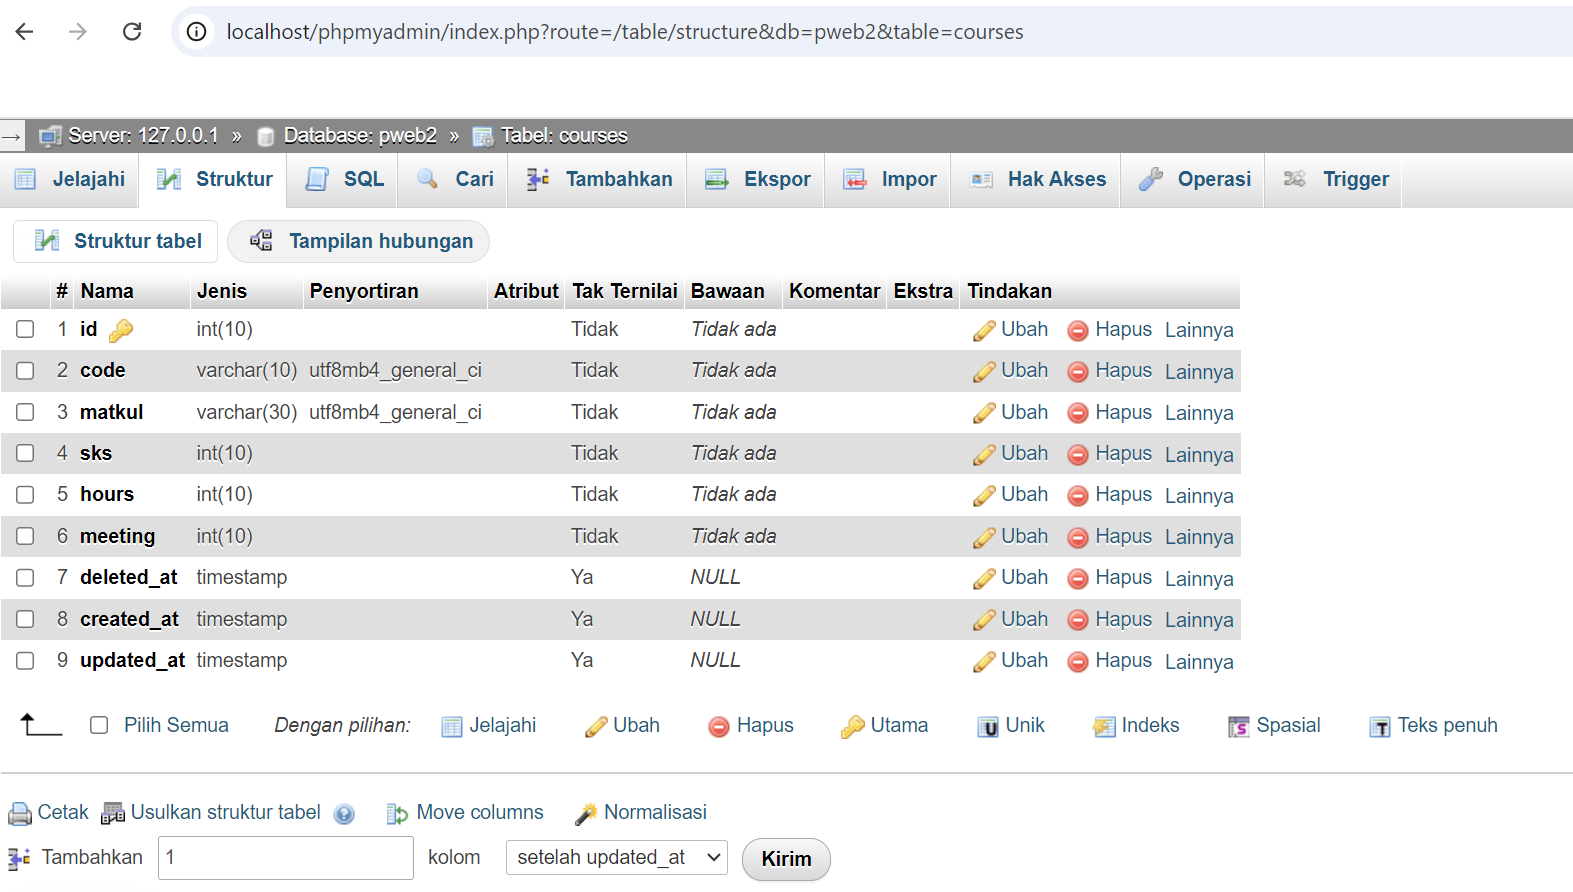 localhost/phpmyadmin/index.php?route=/table/structure&db=pweb2&table=courses
Server: 127.0.0.1 » Database: pweb2 » Tabel: courses
Jelajahi Struktur SQL Cari Tambahkan Ekspor Impor Hak Akses Operasi Trigger
Struktur tabel Tampilan hubungan
# Nama Jenis Penyortiran Atribut Tak Ternilai Bawaan Komentar Ekstra Tindakan
1 id int(10) Tidak Tidak ada Ubah Hapus Lainnya
2 code varchar(10) utf8mb4_general_ci Tidak Tidak ada Ubah Hapus Lainnya
3 matkul varchar(30) utf8mb4_general_ci Tidak Tidak ada Ubah Hapus Lainnya
4 sks int(10) Tidak Tidak ada Ubah Hapus Lainnya
5 hours int(10) Tidak Tidak ada Ubah Hapus Lainnya
6 meeting int(10) Tidak Tidak ada Ubah Hapus Lainnya
7 deleted_at timestamp Ya NULL Ubah Hapus Lainnya
8 created_at timestamp Ya NULL Ubah Hapus Lainnya
9 updated_at timestamp Ya NULL Ubah Hapus Lainnya
Pilih Semua Dengan pilihan: Jelajahi Ubah Hapus Utama Unik Indeks Spasial Teks penuh
Cetak Usulkan struktur tabel Move columns Normalisasi
Tambahkan 1 kolom setelah updated_at Kirim